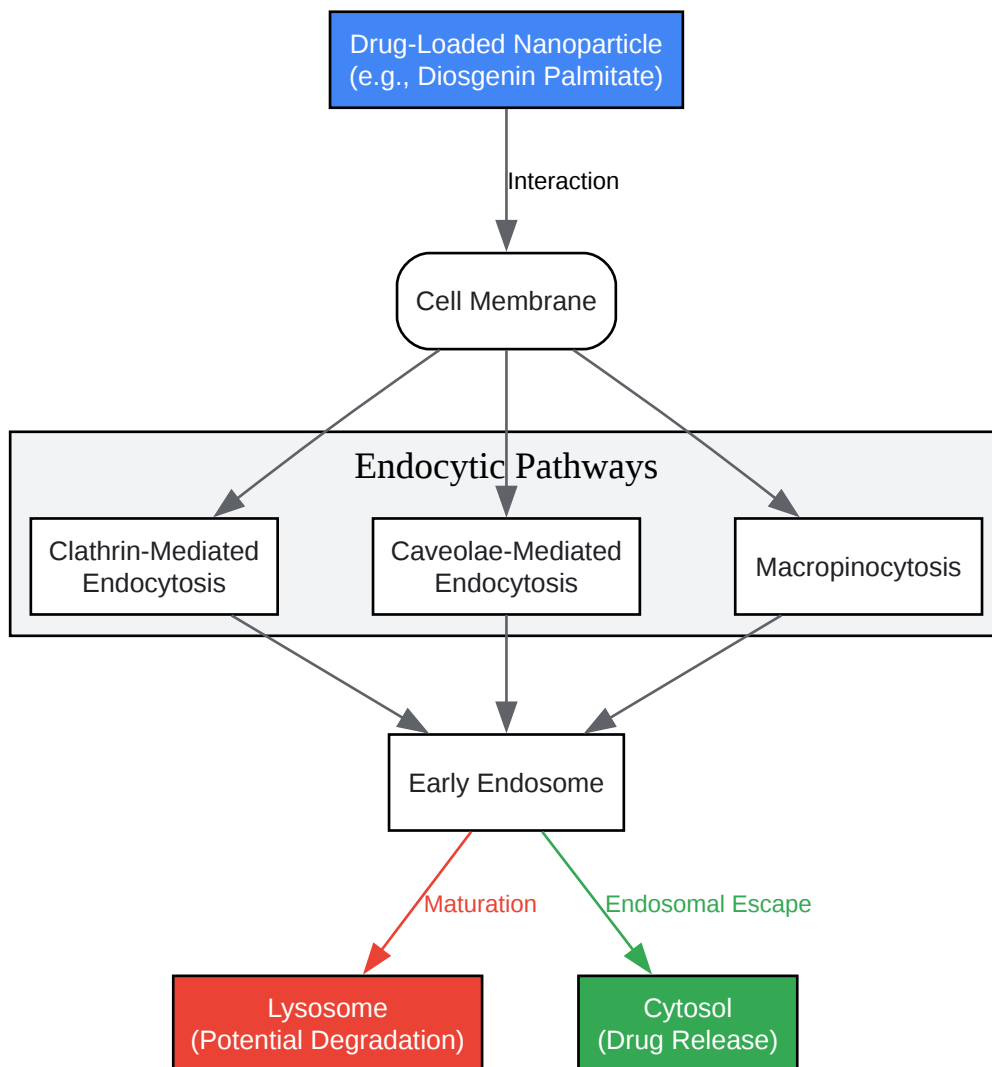 Drug-Loaded Nanoparticle
(e.g., Diosgenin Palmitate)
Interaction
Cell Membrane
Endocytic Pathways
Clathrin-Mediated
Endocytosis
Caveolae-Mediated
Endocytosis
Macropinocytosis
Early Endosome
Maturation
Endosomal Escape
Lysosome
(Potential Degradation)
Cytosol
(Drug Release)